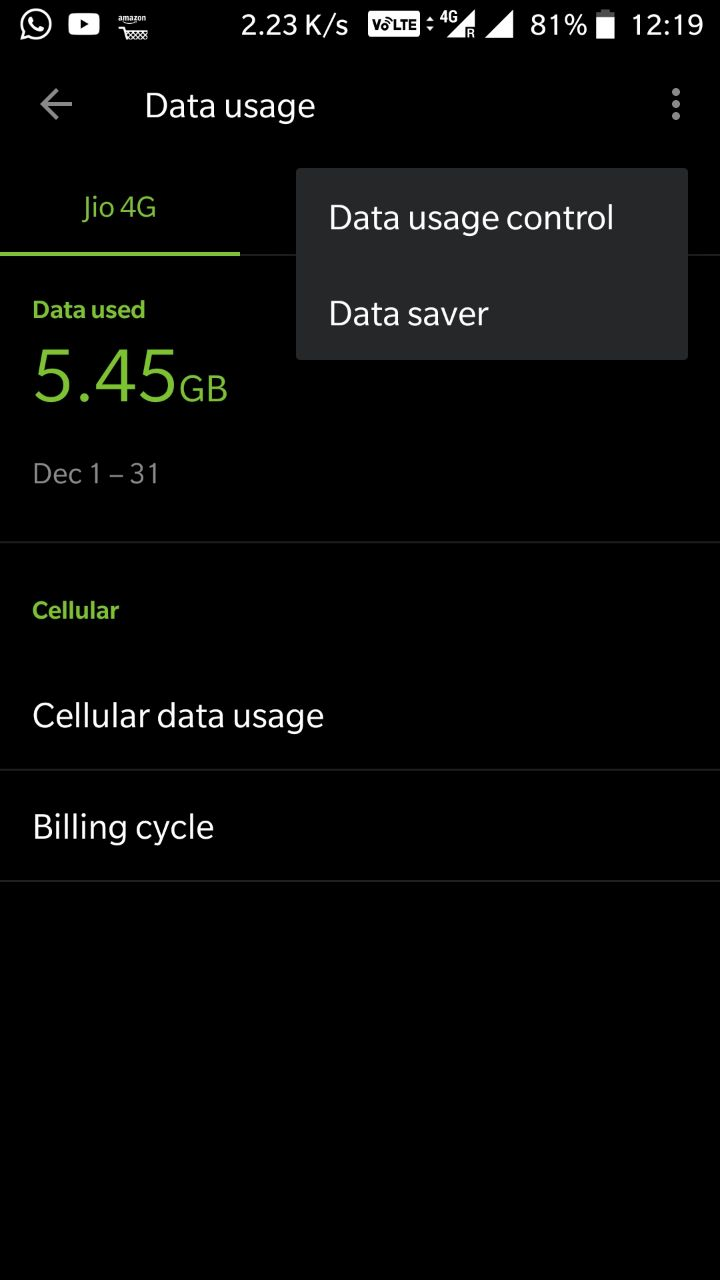 amazon
2.23 K/s VoLTE 4G R 81% 12:19
Data usage
Jio 4G
Data usage control
Data saver
Data used
5.45GB
Dec 1 – 31
Cellular
Cellular data usage
Billing cycle